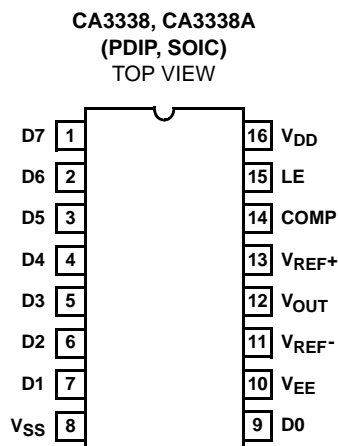 CA3338, CA3338A
(PDIP, SOIC)
TOP VIEW
D7 1 16 VDD
D6 2 15 LE
D5 3 14 COMP
D4 4 13 VREF+
D3 5 12 VOUT
D2 6 11 VREF-
D1 7 10 VEE
VSS 8 9 D0